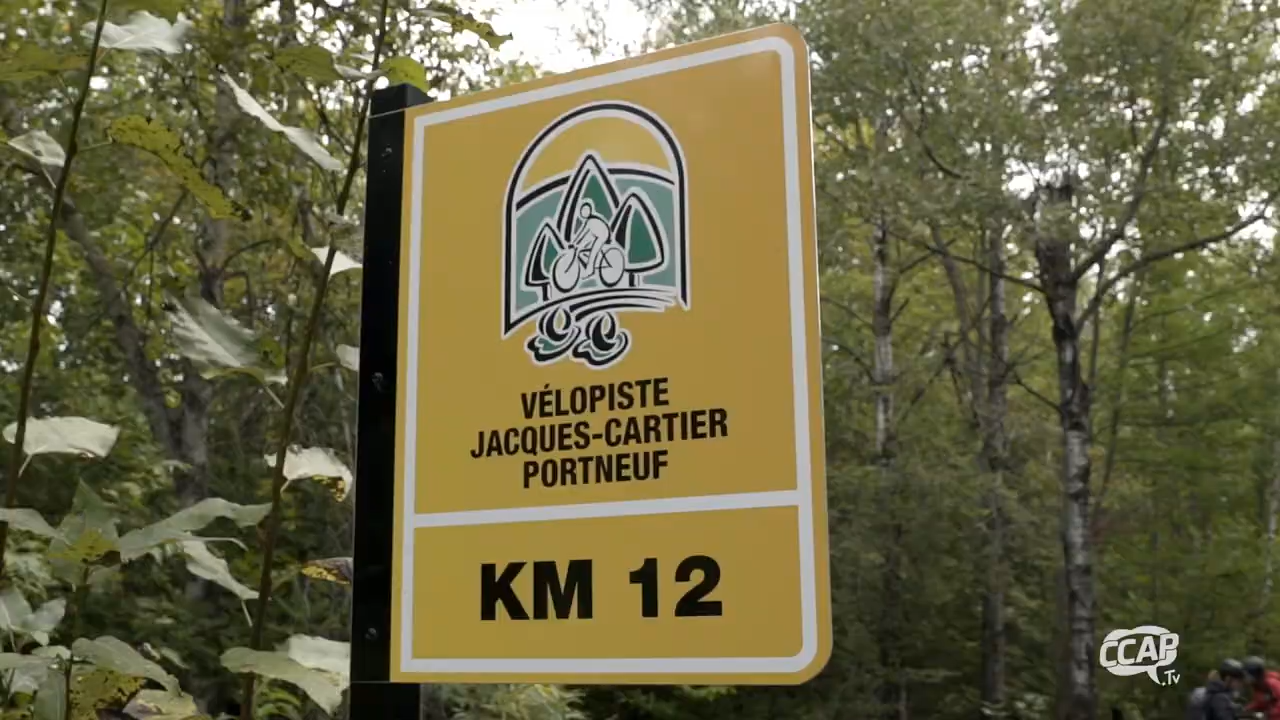 VÉLOPISTE
JACQUES-CARTIER
PORTNEUF
KM 12
CCAP
.Tv